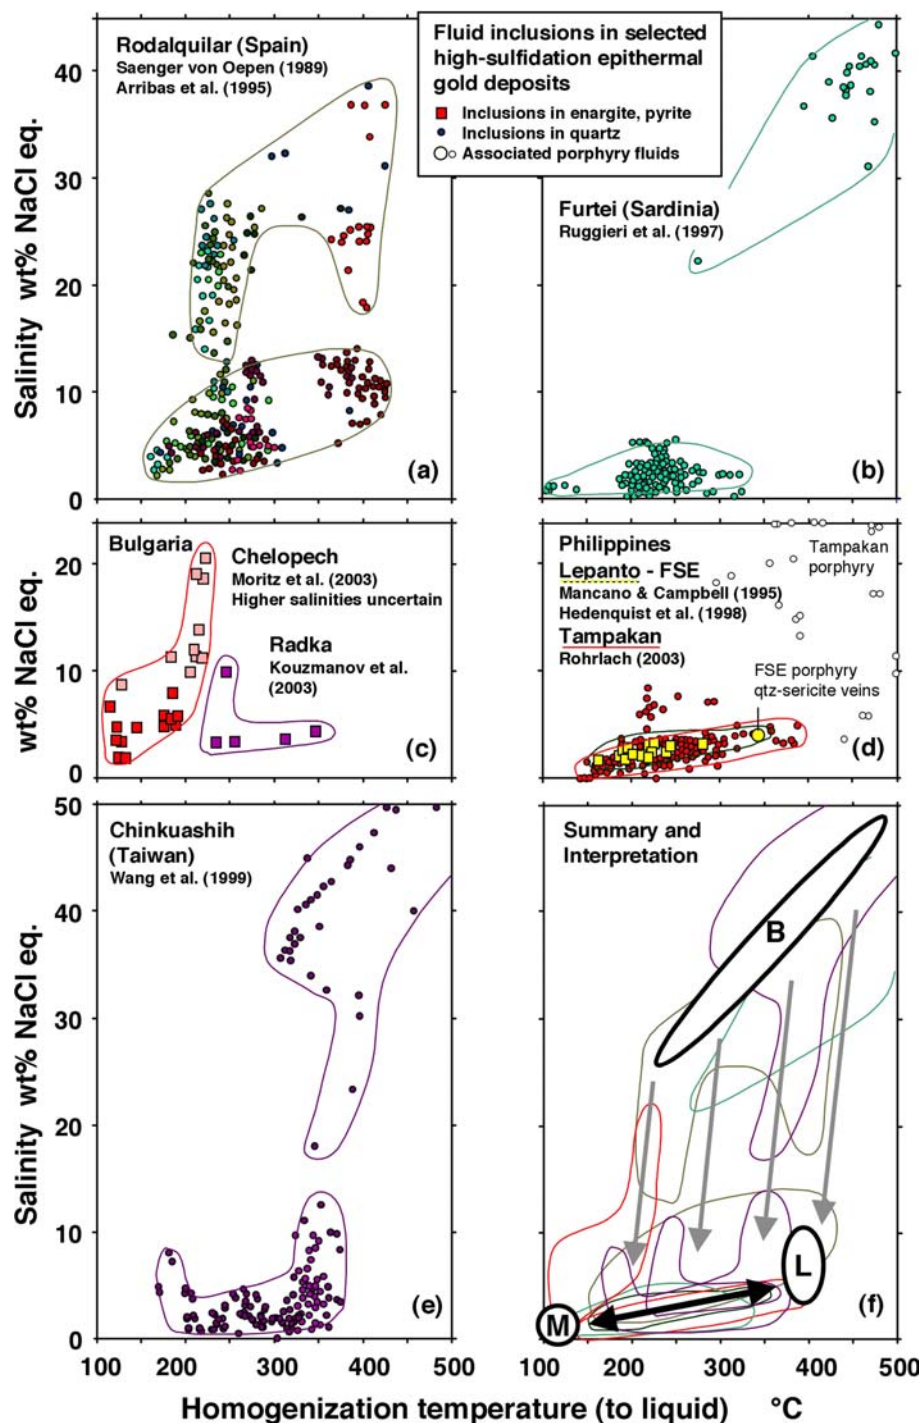 Rodalquilar (Spain)
Saenger von Oepen (1989)
Arribas et al. (1995)
Fluid inclusions in selected
high-sulfidation epithermal
gold deposits
Inclusions in enargite, pyrite
Inclusions in quartz
Associated porphyry fluids
Furtei (Sardinia)
Ruggieri et al. (1997)
Salinity wt% NaCl eq.
40
30
20
10
0
(a)
(b)
Bulgaria
Chelopech
Moritz et al. (2003)
Higher salinities uncertain
Radka
Kouzmanov et al.
(2003)
wt% NaCl eq.
20
10
0
(c)
Philippines
Lepanto - FSE
Mancano & Campbell (1995)
Hedenquist et al. (1998)
Tampakan
Rohrlach (2003)
Tampakan
porphyry
FSE porphyry
qtz-sericite veins
(d)
Chinkuashih
(Taiwan)
Wang et al. (1999)
Salinity wt% NaCl eq.
50
40
30
20
10
0
(e)
Summary and
Interpretation
B
L
M
(f)
100 200 300 400 500
100 200 300 400 500
Homogenization temperature (to liquid) °C